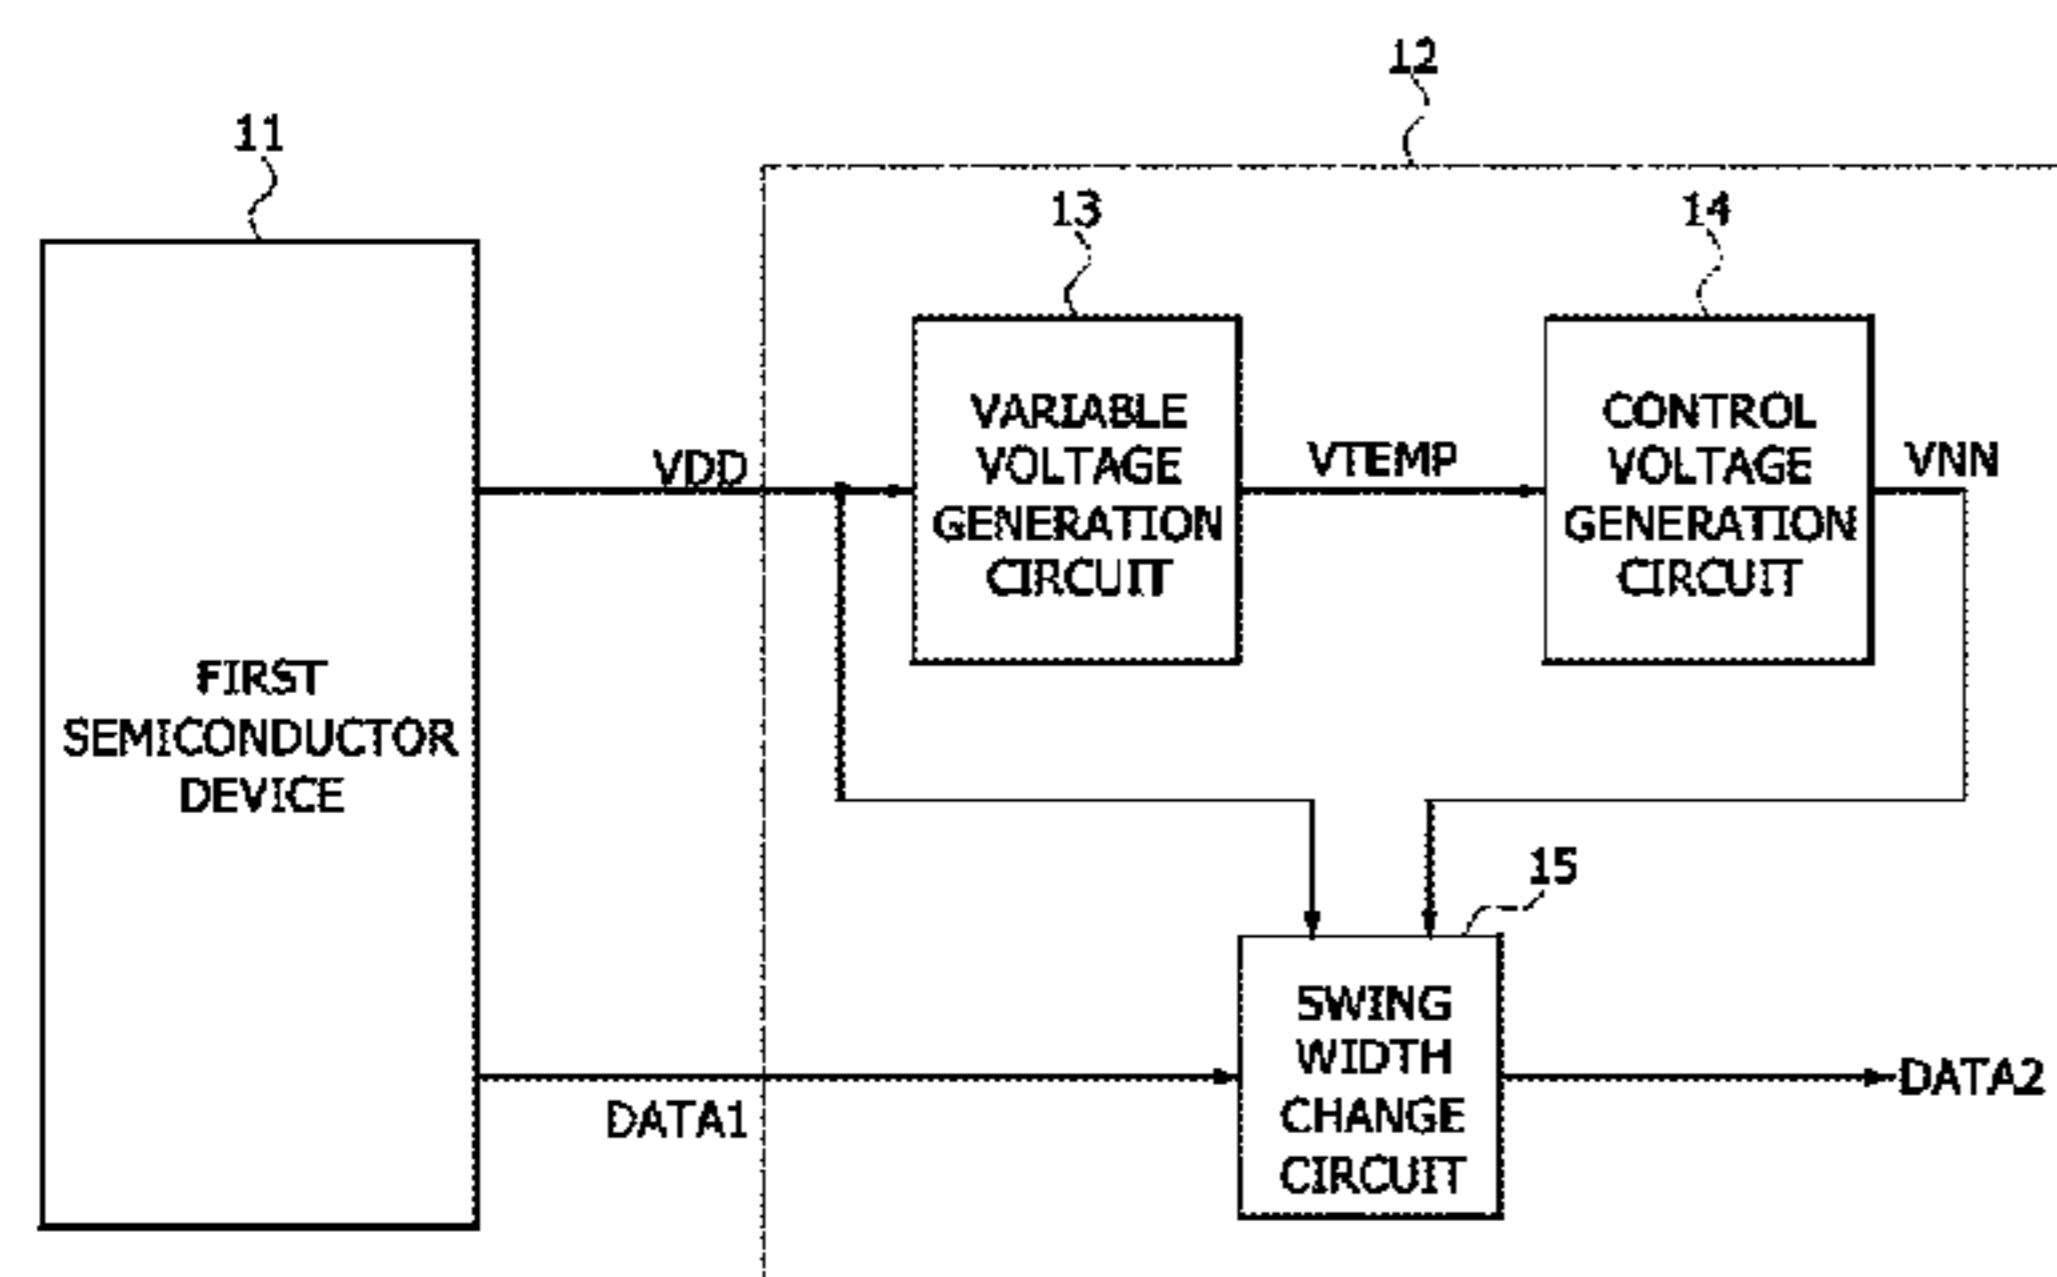 12
11
13
14
VARIABLE
VOLTAGE
GENERATION
CIRCUIT
CONTROL
VOLTAGE
GENERATION
CIRCUIT
VDD
VTEMP
VNN
FIRST
SEMICONDUCTOR
DEVICE
15
SWING
WIDTH
CHANGE
CIRCUIT
DATA1
DATA2